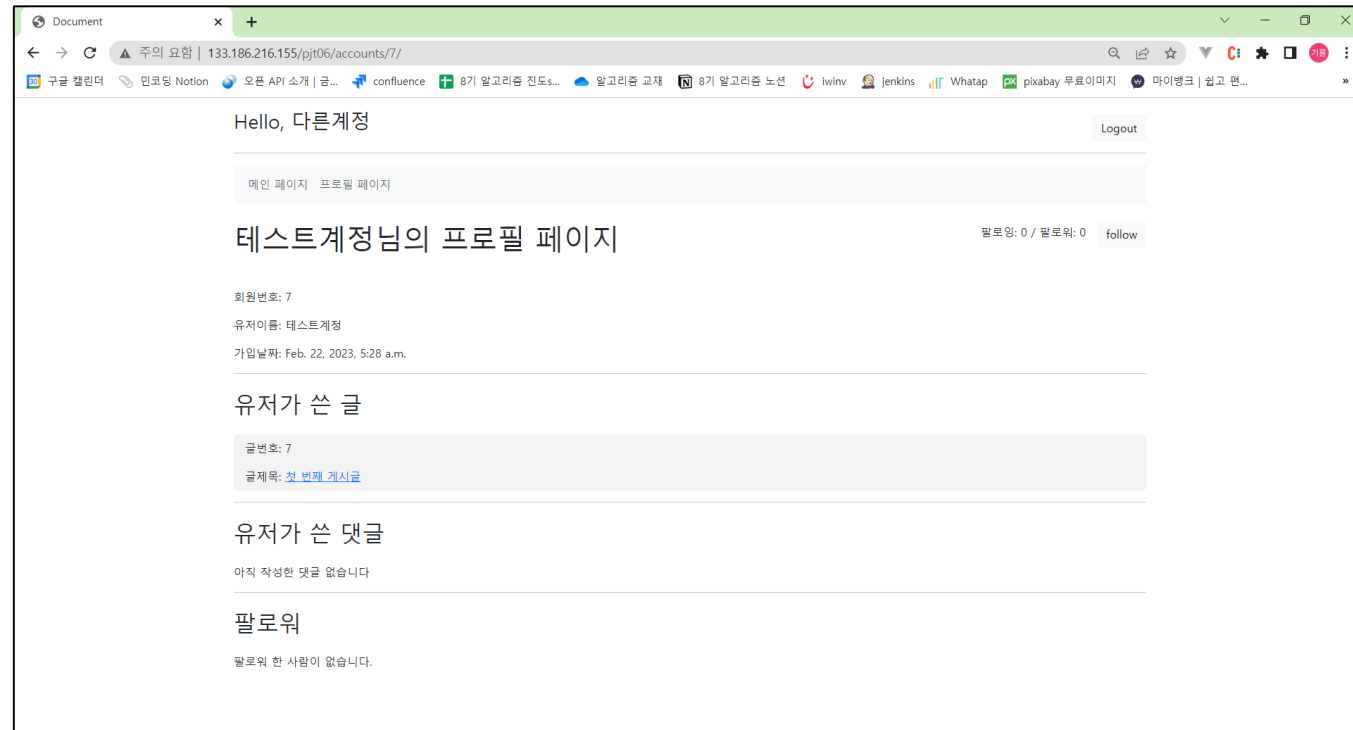 Document
주의 요함 | 133.186.216.155/pjt06/accounts/7/
기룬
30 구글 캘린더 민코딩 Notion 오픈 API 소개 | 금... confluence 8기 알고리즘 진도s... 알고리즘 교재 8기 알고리즘 노션 iwinv jenkins Whatap px pixabay 무료이미지 마이뱅크 | 쉽고 편... »
Hello, 다른계정
Logout
메인 페이지 프로필 페이지
테스트계정님의 프로필 페이지
팔로잉: 0 / 팔로워: 0 follow
회원번호: 7
유저이름: 테스트계정
가입날짜: Feb. 22, 2023, 5:28 a.m.
유저가 쓴 글
글번호: 7
글제목: 첫 번째 게시글
유저가 쓴 댓글
아직 작성한 댓글 없습니다
팔로워
팔로워 한 사람이 없습니다.